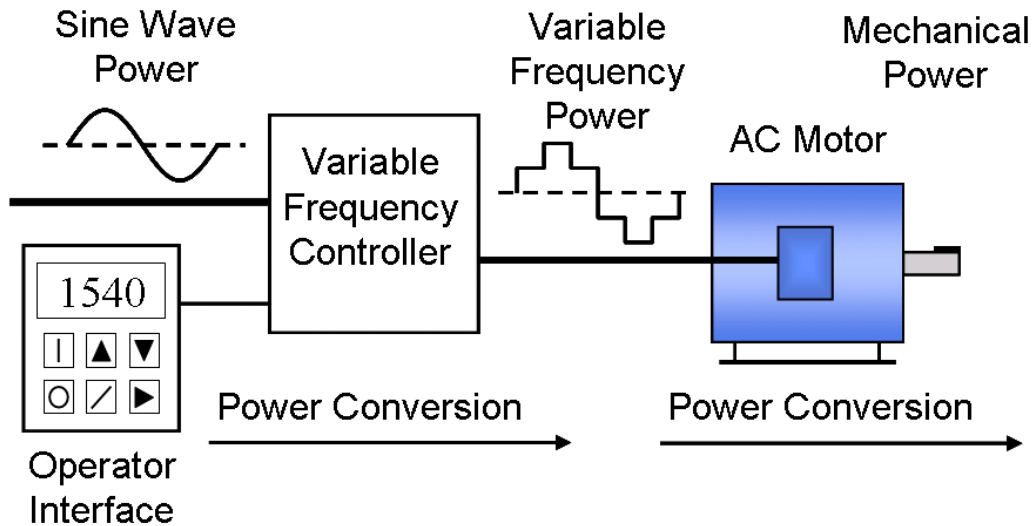 Sine Wave
Power
Variable
Frequency
Power
Mechanical
Power
AC Motor
Variable
Frequency
Controller
1540
Power Conversion
Power Conversion
Operator
Interface